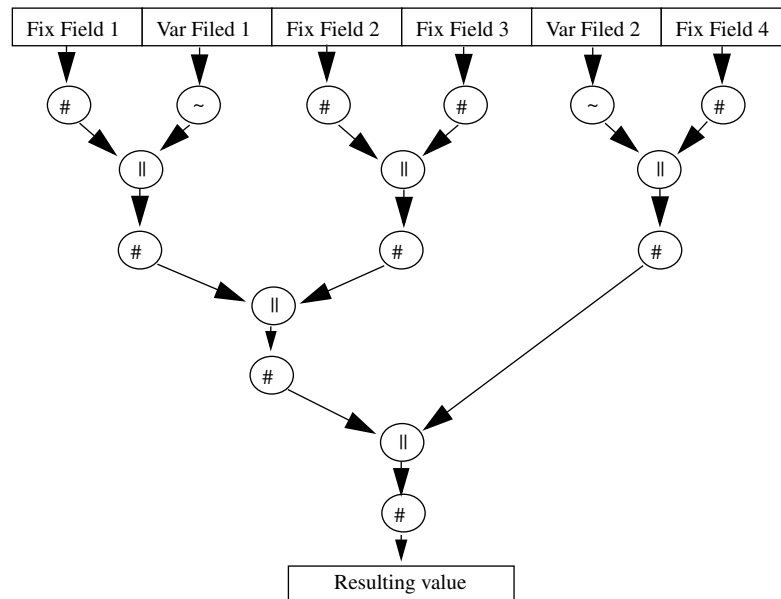 Fix Field 1 Var Filed 1 Fix Field 2 Fix Field 3 Var Filed 2 Fix Field 4
# ~ # # ~ #
|| || ||
# # #
||
#
||
#
Resulting value